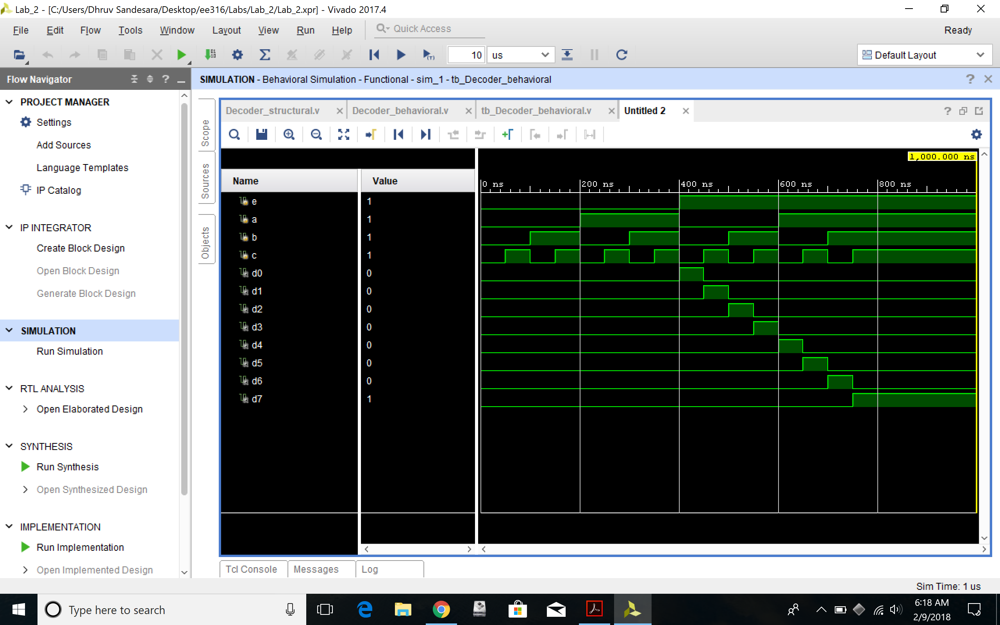 Lab_2 - [C:/Users/Dhruv Sandesara/Desktop/ee316/Labs/Lab_2/Lab_2.xpr] - Vivado 2017.4
File Edit Flow Tools Window Layout View Run Help Quick Access Ready
10 us Default Layout
Flow Navigator
SIMULATION - Behavioral Simulation - Functional - sim_1 - tb_Decoder_behavioral
PROJECT MANAGER
Settings
Add Sources
Language Templates
IP Catalog
IP INTEGRATOR
Create Block Design
Open Block Design
Generate Block Design
SIMULATION
Run Simulation
RTL ANALYSIS
Open Elaborated Design
SYNTHESIS
Run Synthesis
Open Synthesized Design
IMPLEMENTATION
Run Implementation
Open Implemented Design
Scope
Sources
Objects
Decoder_structural.v Decoder_behavioral.v tb_Decoder_behavioral.v Untitled 2
1,000.000 ns
Name Value
0 ns 200 ns 400 ns 600 ns 800 ns
e 1
a 1
b 1
c 1
d0 0
d1 0
d2 0
d3 0
d4 0
d5 0
d6 0
d7 1
Tcl Console Messages Log
Sim Time: 1 us
Type here to search
6:18 AM
2/9/2018